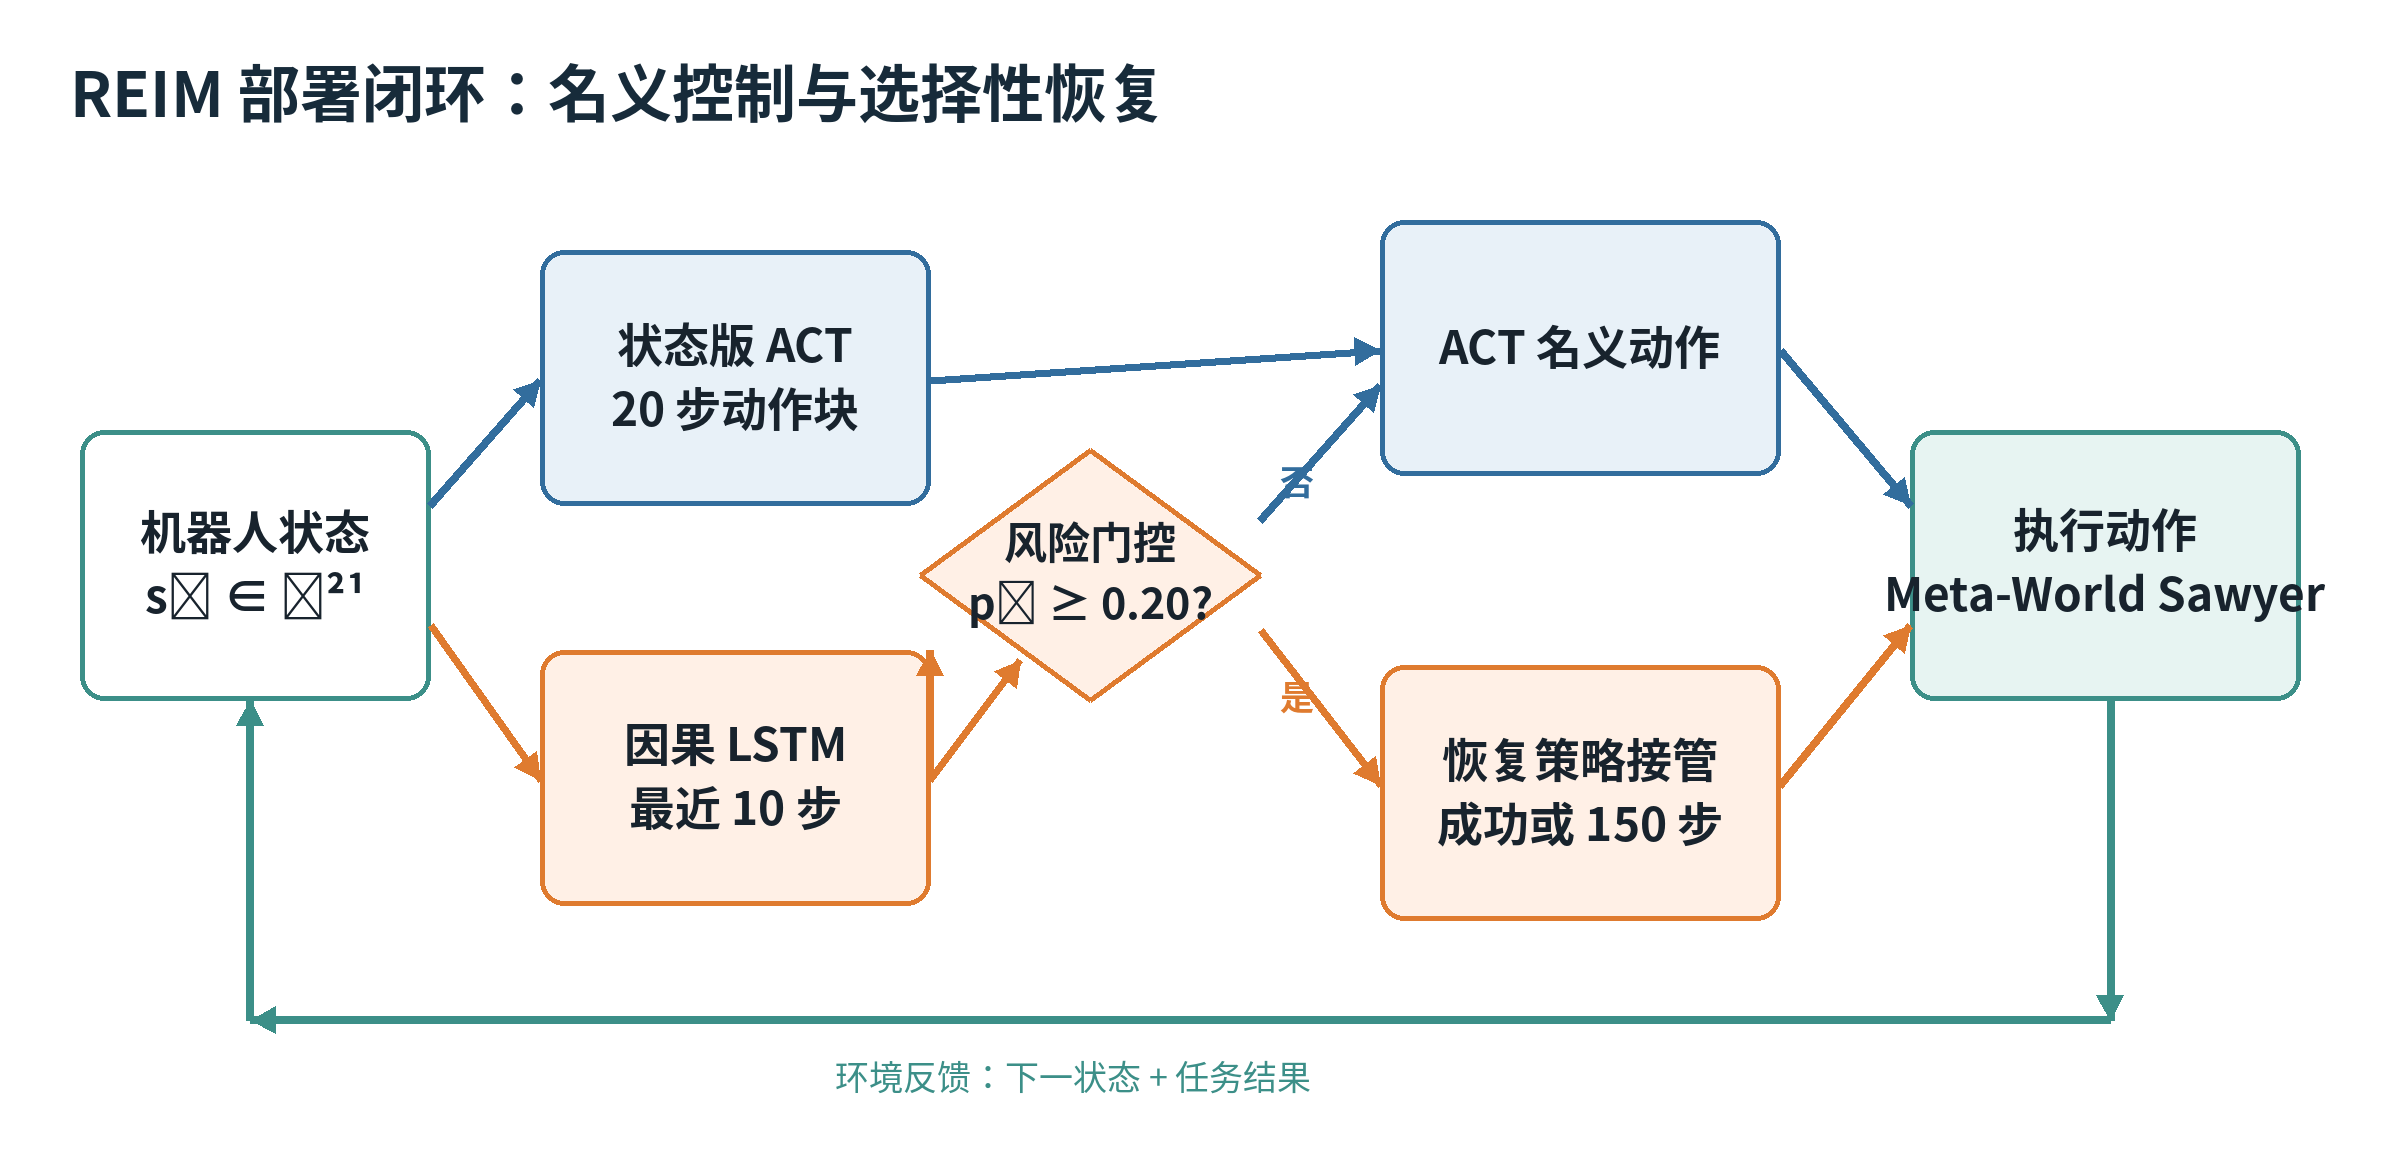 REIM 部署闭环：名义控制与选择性恢复
状态版 ACT
20 步动作块
ACT 名义动作
机器人状态
s ∈ ²¹
风险门控
p ≥ 0.20?
否
是
执行动作
Meta-World Sawyer
因果 LSTM
最近 10 步
恢复策略接管
成功或 150 步
环境反馈：下一状态 + 任务结果